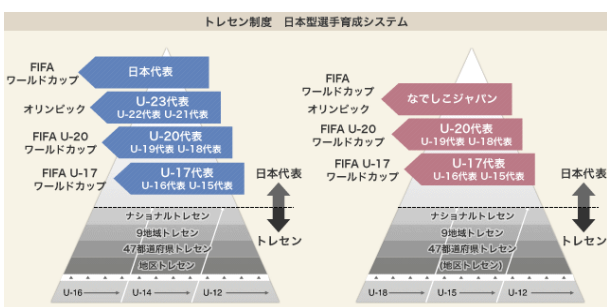 トレセン制度　日本型選手育成システム
FIFA
ワールドカップ
日本代表
オリンピック
U-23代表
U-22代表 U-21代表
FIFA U-20
ワールドカップ
U-20代表
U-19代表 U-18代表
FIFA U-17
ワールドカップ
U-17代表
U-16代表 U-15代表
日本代表
トレセン
ナショナルトレセン
9地域トレセン
47都道府県トレセン
地区トレセン
U-16
U-14
U-12
FIFA
ワールドカップ
オリンピック
なでしこジャパン
FIFA U-20
ワールドカップ
U-20代表
U-19代表 U-18代表
FIFA U-17
ワールドカップ
U-17代表
U-16代表 U-15代表
日本代表
トレセン
ナショナルトレセン
9地域トレセン
47都道府県トレセン
(地区トレセン)
U-18
U-15
U-12